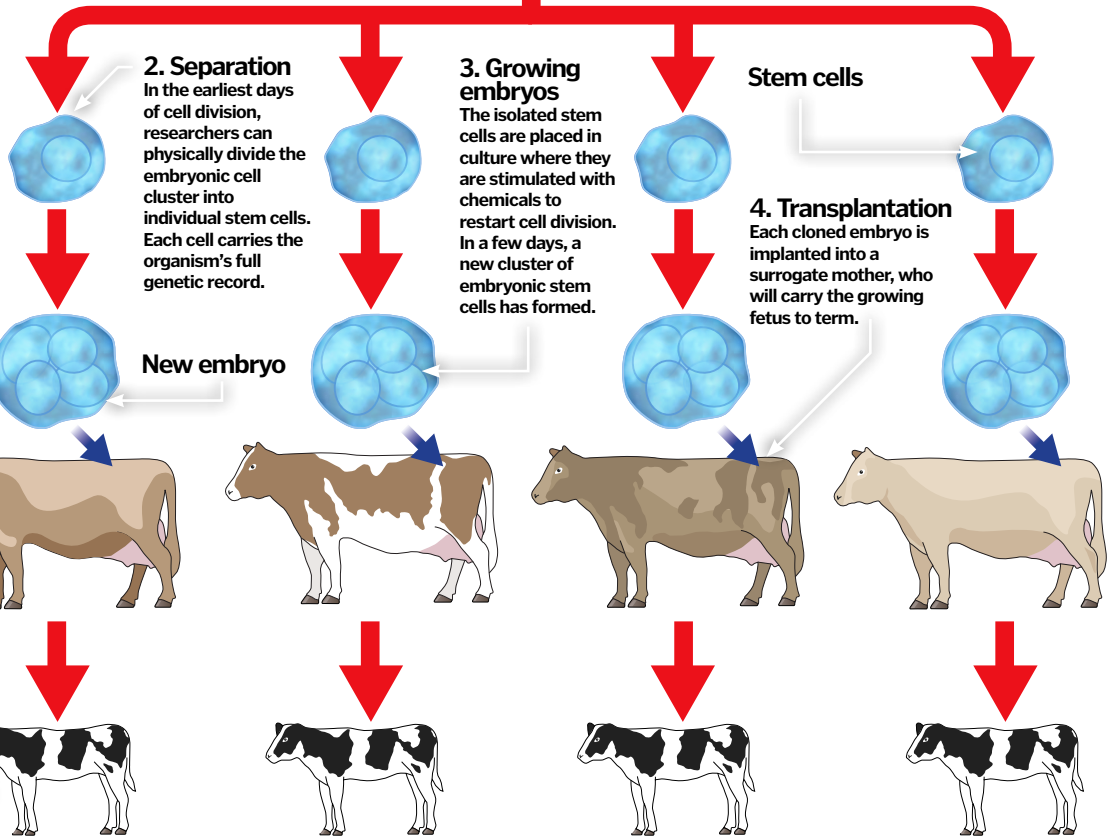 2. Separation
In the earliest days
of cell division,
researchers can
physically divide the
embryonic cell
cluster into
individual stem cells.
Each cell carries the
organism's full
genetic record.
New embryo
3. Growing
embryos
The isolated stem
cells are placed in
culture where they
are stimulated with
chemicals to
restart cell division.
In a few days, a
new cluster of
embryonic stem
cells has formed.
Stem cells
4. Transplantation
Each cloned embryo is
implanted into a
surrogate mother, who
will carry the growing
fetus to term.